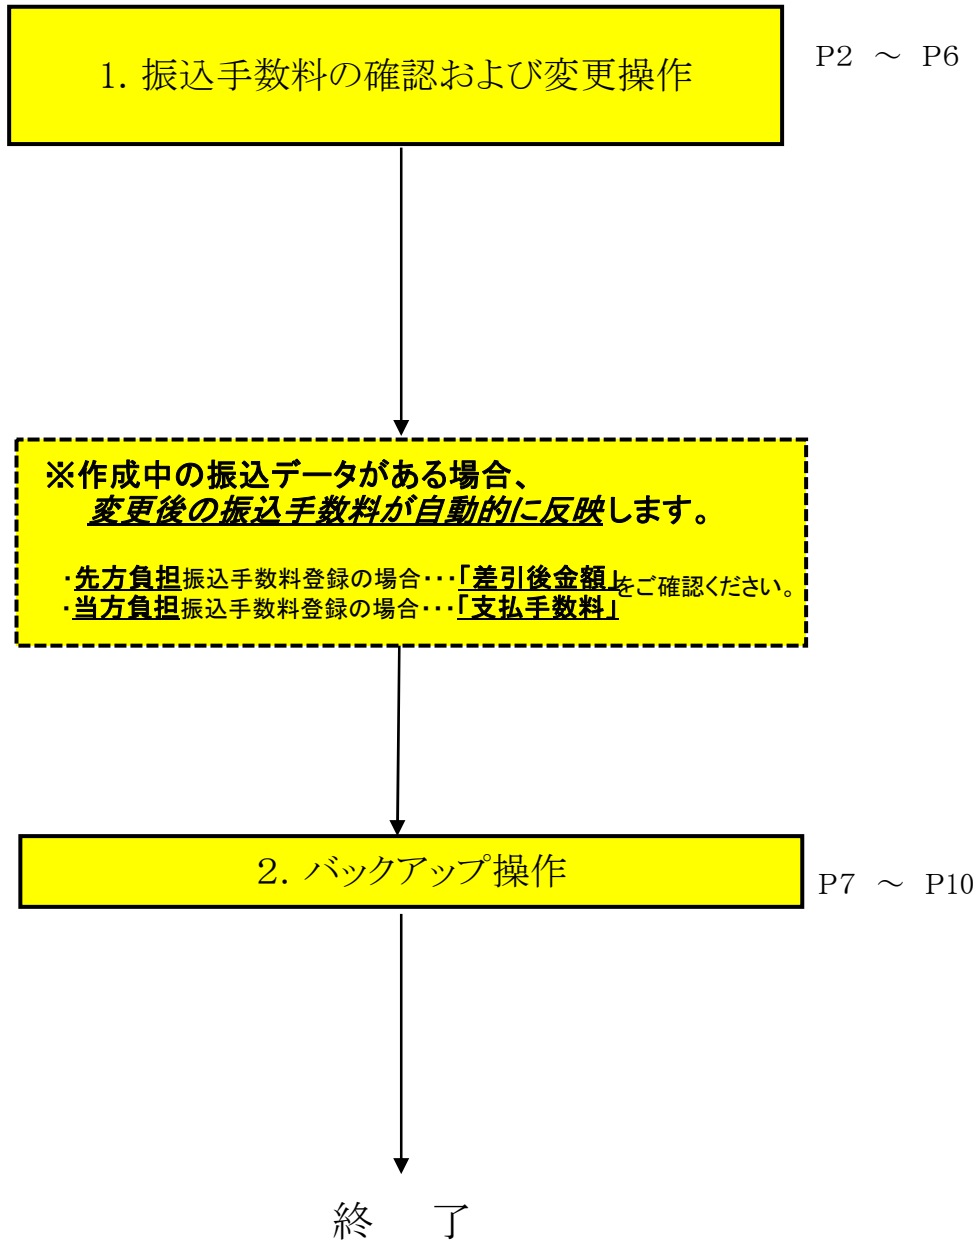 1. 振込手数料の確認および変更操作
P2 ～ P6
※作成中の振込データがある場合、
変更後の振込手数料が自動的に反映します。
・先方負担振込手数料登録の場合・・・「差引後金額」をご確認ください。
・当方負担振込手数料登録の場合・・・「支払手数料」
2. バックアップ操作
P7 ～ P10
終 了